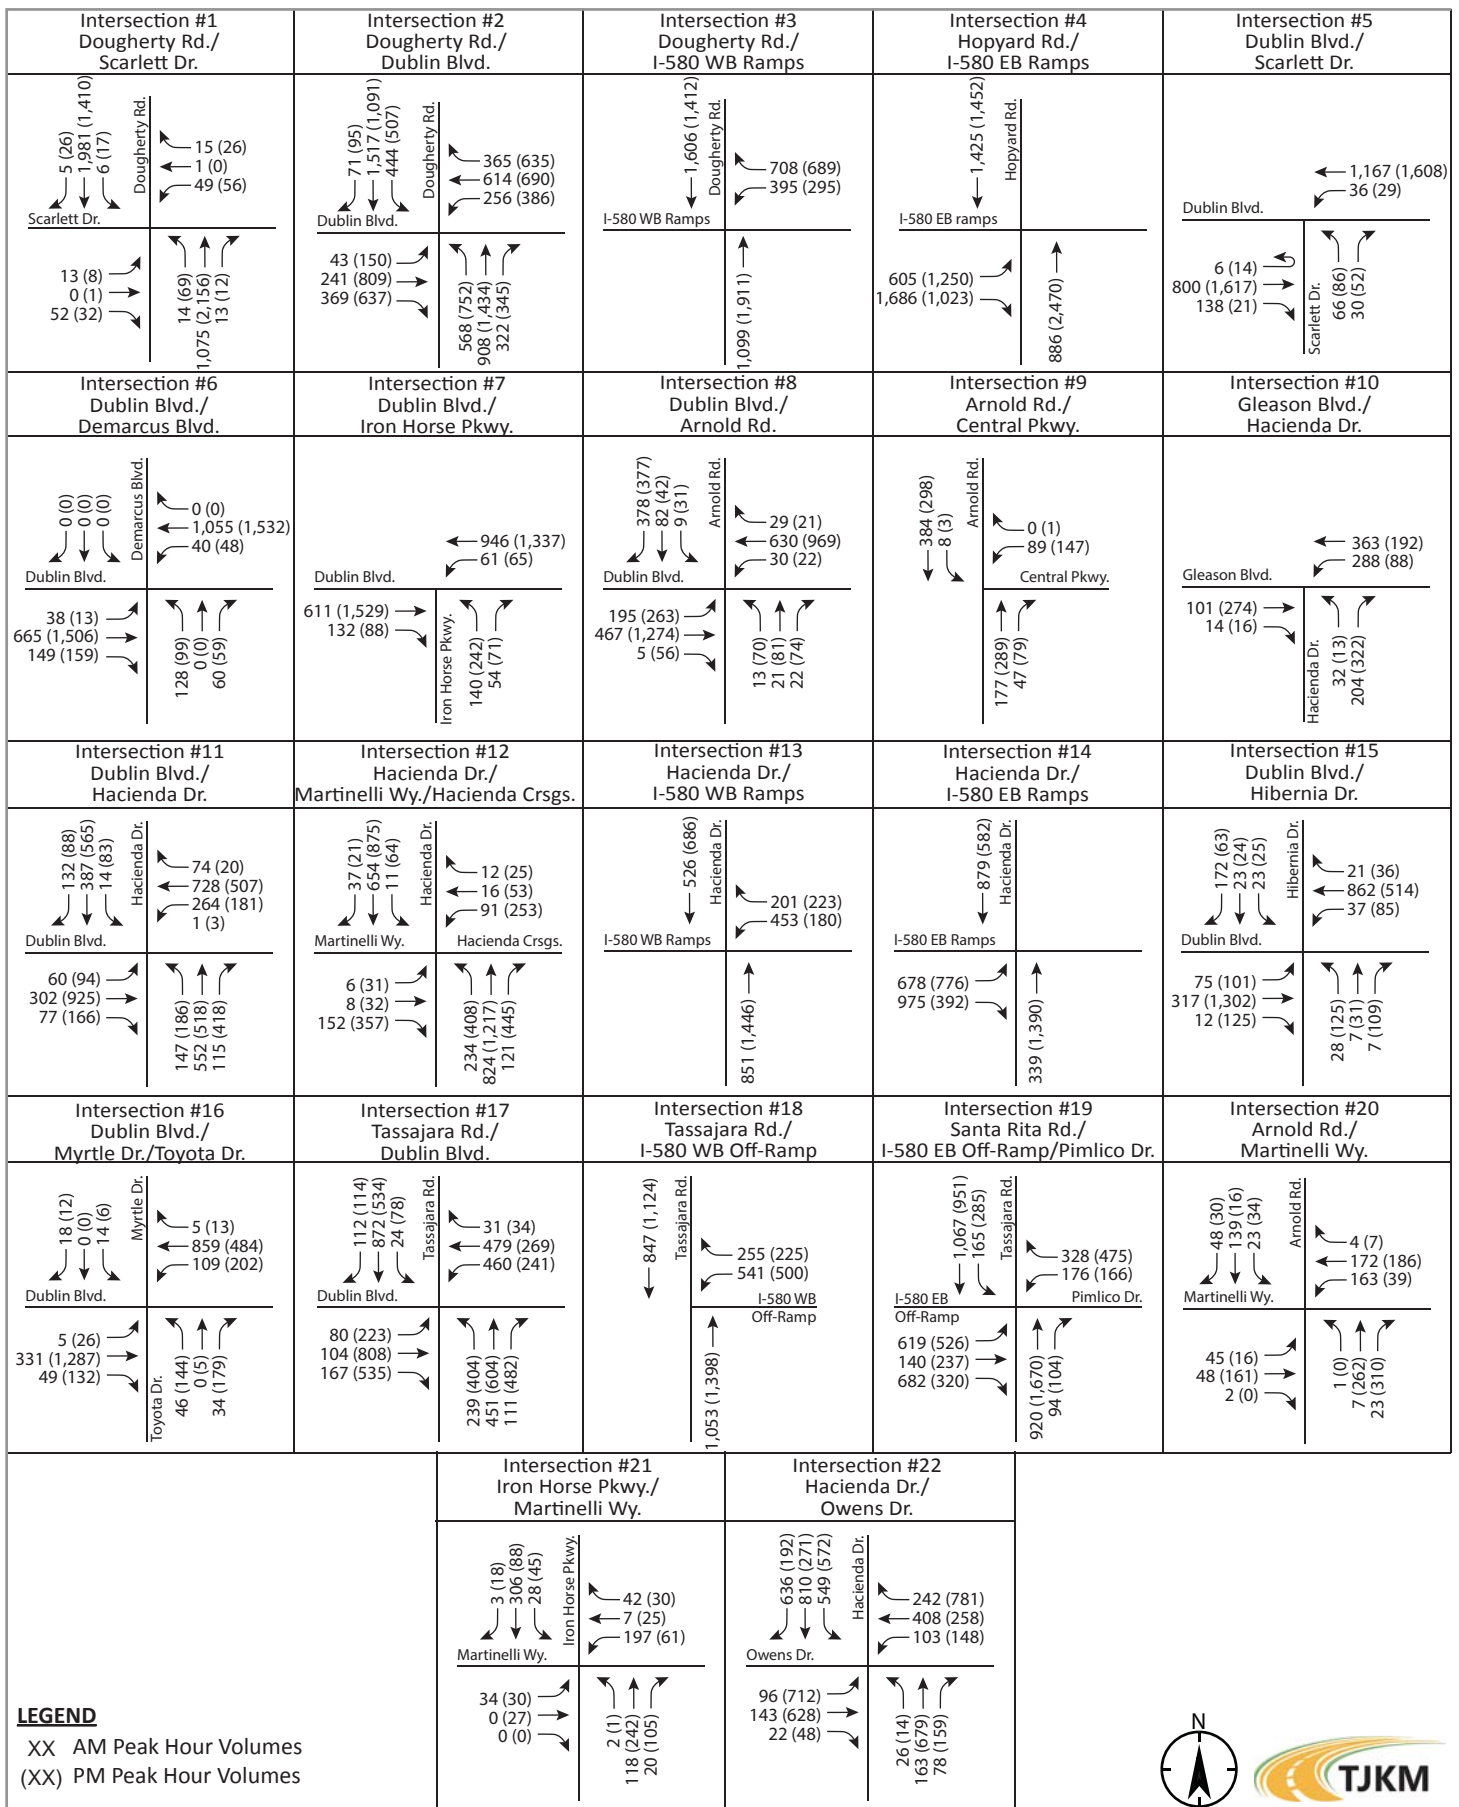 Intersection #1
Dougherty Rd./
Scarlett Dr.
5 (26)
1,981 (1,410)
6 (17)
Dougherty Rd.
15 (26)
1 (0)
49 (56)
Scarlett Dr.
13 (8)
0 (1)
52 (32)
14 (69)
1,075 (2,156)
13 (12)
Intersection #2
Dougherty Rd./
Dublin Blvd.
71 (95)
1,517 (1,091)
444 (507)
Dougherty Rd.
365 (635)
614 (690)
256 (386)
Dublin Blvd.
43 (150)
241 (809)
369 (637)
568 (752)
908 (1,434)
322 (345)
Intersection #3
Dougherty Rd./
I-580 WB Ramps
1,606 (1,412)
Dougherty Rd.
708 (689)
395 (295)
I-580 WB Ramps
1,099 (1,911)
Intersection #4
Hopyard Rd./
I-580 EB Ramps
1,425 (1,452)
Hopyard Rd.
I-580 EB ramps
605 (1,250)
1,686 (1,023)
886 (2,470)
Intersection #5
Dublin Blvd./
Scarlett Dr.
1,167 (1,608)
36 (29)
Dublin Blvd.
6 (14)
800 (1,617)
138 (21)
Scarlett Dr.
66 (86)
30 (52)
Intersection #6
Dublin Blvd./
Demarcus Blvd.
0 (0)
0 (0)
0 (0)
Demarcus Blvd.
0 (0)
1,055 (1,532)
40 (48)
Dublin Blvd.
38 (13)
665 (1,506)
149 (159)
128 (99)
0 (0)
60 (59)
Intersection #7
Dublin Blvd./
Iron Horse Pkwy.
946 (1,337)
61 (65)
Dublin Blvd.
611 (1,529)
132 (88)
Iron Horse Pkwy.
140 (242)
54 (71)
Intersection #8
Dublin Blvd./
Arnold Rd.
378 (377)
82 (42)
9 (31)
Arnold Rd.
29 (21)
630 (969)
30 (22)
Dublin Blvd.
195 (263)
467 (1,274)
5 (56)
13 (70)
21 (81)
22 (74)
Intersection #9
Arnold Rd./
Central Pkwy.
384 (298)
8 (3)
Arnold Rd.
0 (1)
89 (147)
Central Pkwy.
177 (289)
47 (79)
Intersection #10
Gleason Blvd./
Hacienda Dr.
363 (192)
288 (88)
Gleason Blvd.
101 (274)
14 (16)
Hacienda Dr.
32 (13)
204 (322)
Intersection #11
Dublin Blvd./
Hacienda Dr.
132 (88)
387 (565)
14 (83)
Hacienda Dr.
74 (20)
728 (507)
264 (181)
1 (3)
Dublin Blvd.
60 (94)
302 (925)
77 (166)
147 (186)
552 (518)
115 (418)
Intersection #12
Hacienda Dr./
Martinelli Wy./Hacienda Crsgs.
37 (21)
654 (875)
11 (64)
Hacienda Dr.
12 (25)
16 (53)
91 (253)
Martinelli Wy.
Hacienda Crsgs.
6 (31)
8 (32)
152 (357)
234 (408)
824 (1,217)
121 (445)
Intersection #13
Hacienda Dr./
I-580 WB Ramps
526 (686)
Hacienda Dr.
201 (223)
453 (180)
I-580 WB Ramps
851 (1,446)
Intersection #14
Hacienda Dr./
I-580 EB Ramps
879 (582)
Hacienda Dr.
I-580 EB Ramps
678 (776)
975 (392)
339 (1,390)
Intersection #15
Dublin Blvd./
Hibernia Dr.
172 (63)
23 (24)
23 (25)
Hibernia Dr.
21 (36)
862 (514)
37 (85)
Dublin Blvd.
75 (101)
317 (1,302)
12 (125)
28 (125)
7 (31)
7 (109)
Intersection #16
Dublin Blvd./
Myrtle Dr./Toyota Dr.
18 (12)
0 (0)
14 (6)
Myrtle Dr.
5 (13)
859 (484)
109 (202)
Dublin Blvd.
5 (26)
331 (1,287)
49 (132)
Toyota Dr.
46 (144)
0 (5)
34 (179)
Intersection #17
Tassajara Rd./
Dublin Blvd.
112 (114)
872 (534)
24 (78)
Tassajara Rd.
31 (34)
479 (269)
460 (241)
Dublin Blvd.
80 (223)
104 (808)
167 (535)
239 (404)
451 (604)
111 (482)
Intersection #18
Tassajara Rd./
I-580 WB Off-Ramp
847 (1,124)
Tassajara Rd.
255 (225)
541 (500)
I-580 WB
Off-Ramp
1,053 (1,398)
Intersection #19
Santa Rita Rd./
I-580 EB Off-Ramp/Pimlico Dr.
1,067 (951)
165 (285)
Tassajara Rd.
328 (475)
176 (166)
I-580 EB
Off-Ramp
Pimlico Dr.
619 (526)
140 (237)
682 (320)
920 (1,670)
94 (104)
Intersection #20
Arnold Rd./
Martinelli Wy.
48 (30)
139 (16)
23 (34)
Arnold Rd.
4 (7)
172 (186)
163 (39)
Martinelli Wy.
45 (16)
48 (161)
2 (0)
1 (0)
7 (262)
23 (310)
Intersection #21
Iron Horse Pkwy./
Martinelli Wy.
3 (18)
306 (88)
28 (45)
Iron Horse Pkwy.
42 (30)
7 (25)
197 (61)
Martinelli Wy.
34 (30)
0 (27)
0 (0)
2 (1)
118 (242)
20 (105)
Intersection #22
Hacienda Dr./
Owens Dr.
636 (192)
810 (271)
549 (572)
Hacienda Dr.
242 (781)
408 (258)
103 (148)
Owens Dr.
96 (712)
143 (628)
22 (48)
26 (14)
163 (679)
78 (159)
LEGEND
XX AM Peak Hour Volumes
(XX) PM Peak Hour Volumes
N
TJKM